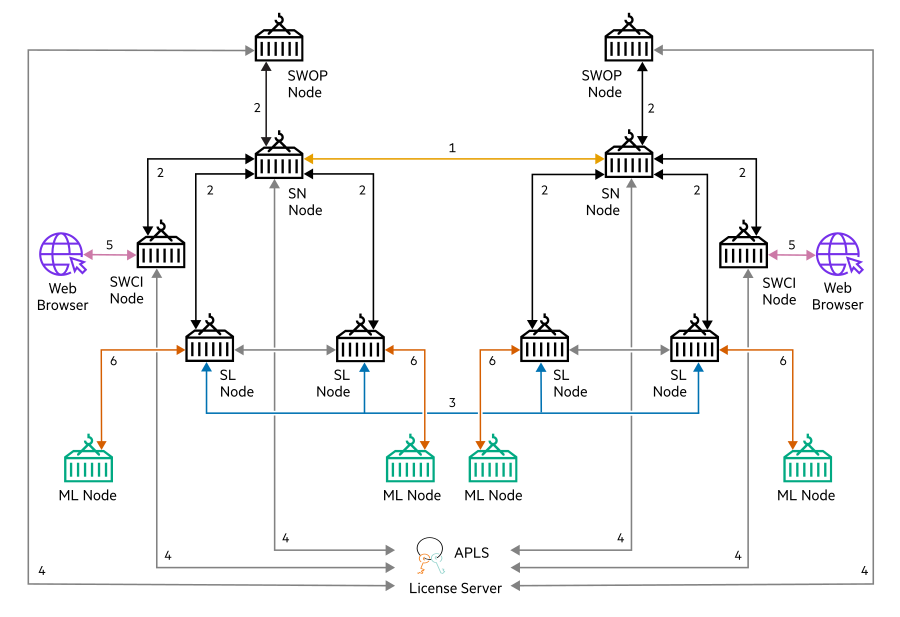 SWOP
Node
SWOP
Node
2
2
1
SN
Node
SN
Node
2
2
2
2
2
2
5
5
Web
Browser
SWCI
Node
SWCI
Node
Web
Browser
6
6
6
6
SL
Node
SL
Node
SL
Node
SL
Node
3
ML Node
ML Node
ML Node
ML Node
4
4
4
4
4
4
APLS
License Server